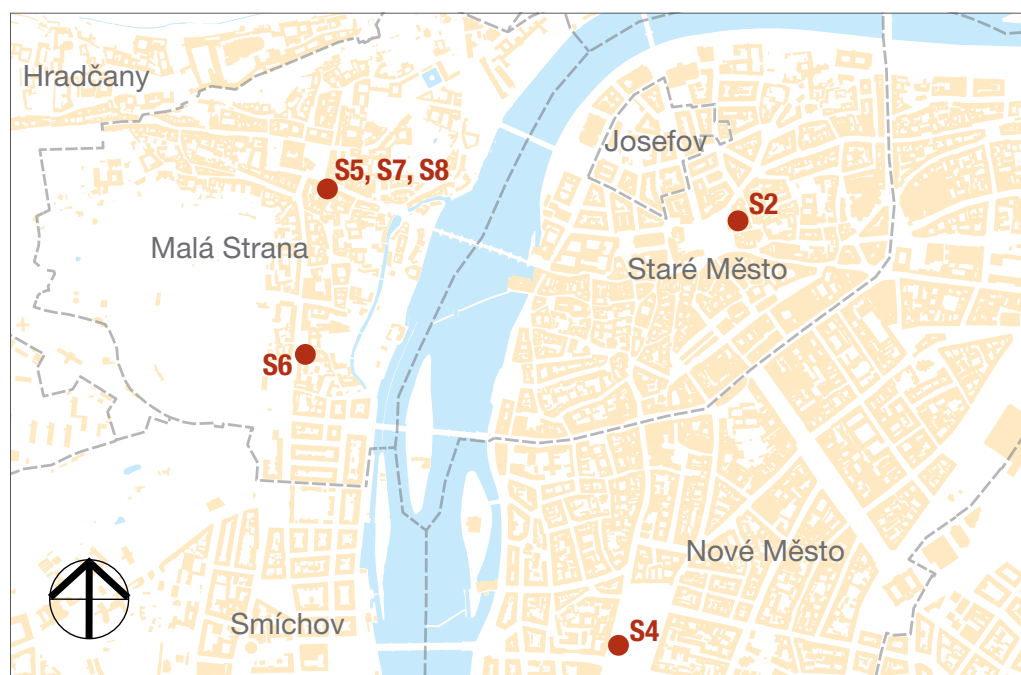 Hradčany
Josefov
S5, S7, S8
S2
Malá Strana
Staré Město
S6
Nové Město
Smíchov
S4